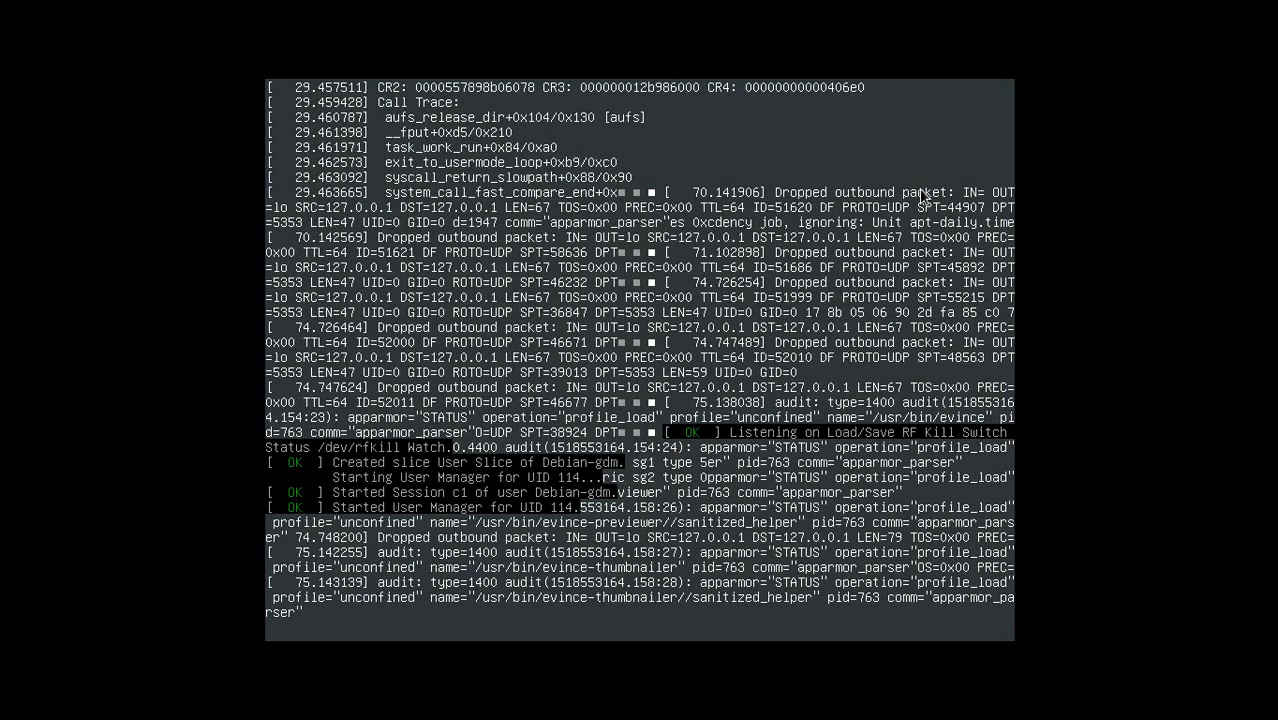 [   29.457511] CR2: 0000557898b06078 CR3: 000000012b986000 CR4: 00000000000406e0
[   29.459428] Call Trace:
[   29.460787]  aufs_release_dir+0x104/0x130 [aufs]
[   29.461398]  __fput+0xd5/0x210
[   29.461971]  task_work_run+0x84/0xa0
[   29.462573]  exit_to_usermode_loop+0xb9/0xc0
[   29.463092]  syscall_return_slowpath+0x88/0x90
[   29.463665]  system_call_fast_compare_end+0x■ ■ ■ [   70.141906] Dropped outbound packet: IN= OUT
=lo SRC=127.0.0.1 DST=127.0.0.1 LEN=67 TOS=0x00 PREC=0x00 TTL=64 ID=51620 DF PROTO=UDP SPT=44907 DPT
=5353 LEN=47 UID=0 GID=0 d=1947 comm="apparmor_parser"es 0xcdency job, ignoring: Unit apt-daily.time
[   70.142569] Dropped outbound packet: IN= OUT=lo SRC=127.0.0.1 DST=127.0.0.1 LEN=67 TOS=0x00 PREC=
0x00 TTL=64 ID=51621 DF PROTO=UDP SPT=58636 DPT■ ■ ■ [   71.102898] Dropped outbound packet: IN= OUT
=lo SRC=127.0.0.1 DST=127.0.0.1 LEN=67 TOS=0x00 PREC=0x00 TTL=64 ID=51686 DF PROTO=UDP SPT=45892 DPT
=5353 LEN=47 UID=0 GID=0 ROTO=UDP SPT=46232 DPT■ ■ ■ [   74.726254] Dropped outbound packet: IN= OUT
=lo SRC=127.0.0.1 DST=127.0.0.1 LEN=67 TOS=0x00 PREC=0x00 TTL=64 ID=51999 DF PROTO=UDP SPT=55215 DPT
=5353 LEN=47 UID=0 GID=0 ROTO=UDP SPT=36847 DPT=5353 LEN=47 UID=0 GID=0 17 8b 05 06 90 2d fa 85 c0 7
[   74.726464] Dropped outbound packet: IN= OUT=lo SRC=127.0.0.1 DST=127.0.0.1 LEN=67 TOS=0x00 PREC=
0x00 TTL=64 ID=52000 DF PROTO=UDP SPT=46671 DPT■ ■ ■ [   74.747489] Dropped outbound packet: IN= OUT
=lo SRC=127.0.0.1 DST=127.0.0.1 LEN=67 TOS=0x00 PREC=0x00 TTL=64 ID=52010 DF PROTO=UDP SPT=48563 DPT
=5353 LEN=47 UID=0 GID=0 ROTO=UDP SPT=39013 DPT=5353 LEN=59 UID=0 GID=0
[   74.747624] Dropped outbound packet: IN= OUT=lo SRC=127.0.0.1 DST=127.0.0.1 LEN=67 TOS=0x00 PREC=
0x00 TTL=64 ID=52011 DF PROTO=UDP SPT=46677 DPT■ ■ ■ [   75.138038] audit: type=1400 audit(151855316
4.154:23): apparmor="STATUS" operation="profile_load" profile="unconfined" name="/usr/bin/evince" pi
d=763 comm="apparmor_parser"O=UDP SPT=38924 DPT■ ■ ■ [  OK  ] Listening on Load/Save RF Kill Switch
Status /dev/rfkill Watch.0.4400 audit(1518553164.154:24): apparmor="STATUS" operation="profile_load"
[  OK  ] Created slice User Slice of Debian-gdm. sg1 type 5er" pid=763 comm="apparmor_parser")
         Starting User Manager for UID 114...ric sg2 type Opparmor="STATUS" operation="profile_load"
[  OK  ] Started Session c1 of user Debian-gdm.viewer" pid=763 comm="apparmor_parser"
[  OK  ] Started User Manager for UID 114.553164.158:26): apparmor="STATUS" operation="profile_load"
 profile="unconfined" name="/usr/bin/evince-previewer//sanitized_helper" pid=763 comm="apparmor_pars
er" 74.748200] Dropped outbound packet: IN= OUT=lo SRC=127.0.0.1 DST=127.0.0.1 LEN=79 TOS=0x00 PREC=
[   75.142255] audit: type=1400 audit(1518553164.158:27): apparmor="STATUS" operation="profile_load"
 profile="unconfined" name="/usr/bin/evince-thumbnailer" pid=763 comm="apparmor_parser"OS=0x00 PREC=
[   75.143139] audit: type=1400 audit(1518553164.158:28): apparmor="STATUS" operation="profile_load"
 profile="unconfined" name="/usr/bin/evince-thumbnailer//sanitized_helper" pid=763 comm="apparmor_pa
rser"